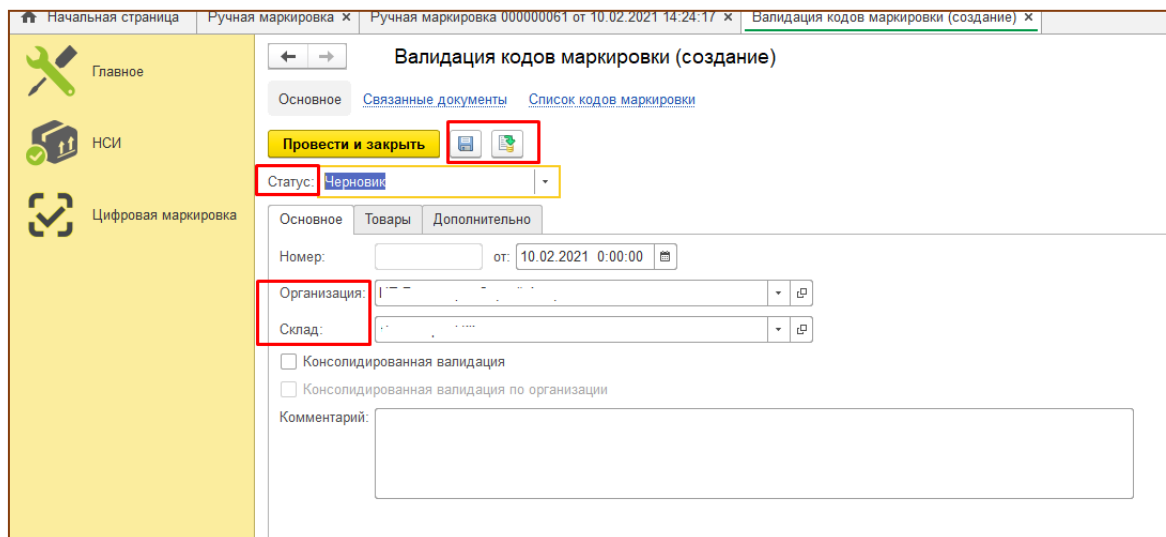 Начальная страница Ручная маркировка × Ручная маркировка 000000061 от 10.02.2021 14:24:17 × Валидация кодов маркировки (создание) ×
Главное
НСИ
Цифровая маркировка
Валидация кодов маркировки (создание)
Основное Связанные документы Список кодов маркировки
Провести и закрыть
Статус: Черновик
Основное Товары Дополнительно
Номер: от: 10.02.2021 0:00:00
Организация:
Склад:
Консолидированная валидация
Консолидированная валидация по организации
Комментарий: